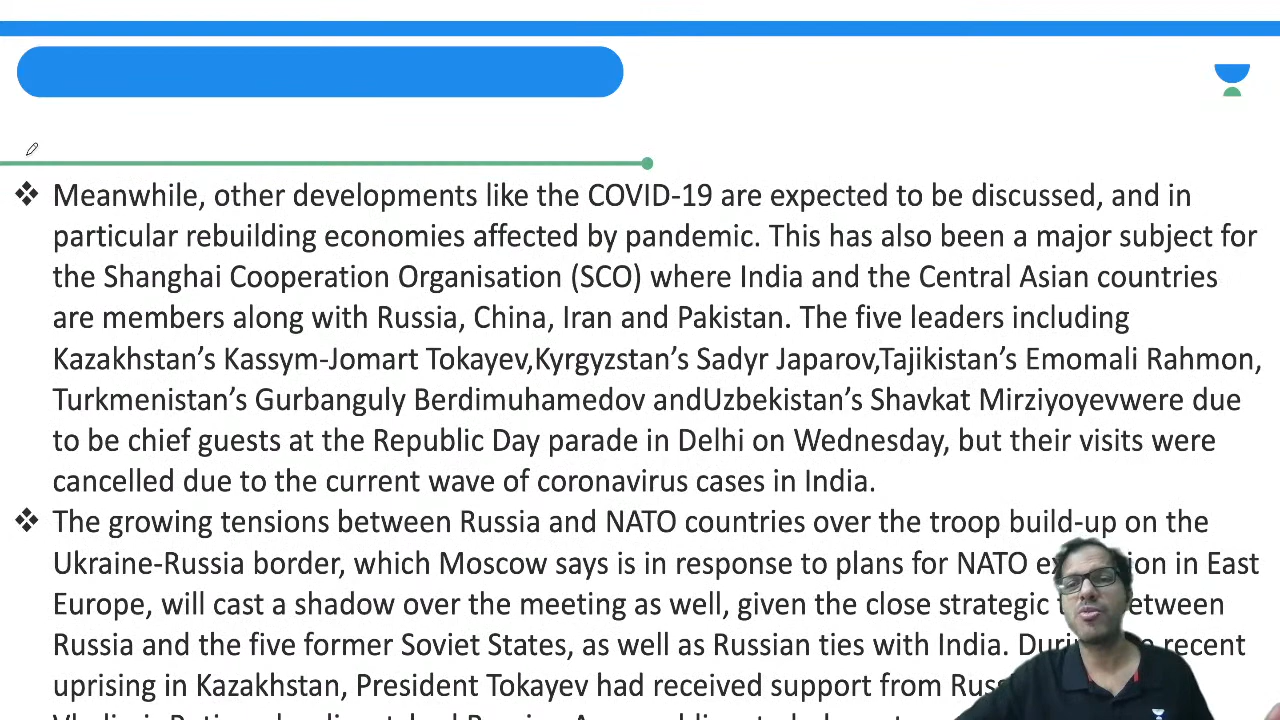 ❖ Meanwhile, other developments like the COVID-19 are expected to be discussed, and in
particular rebuilding economies affected by pandemic. This has also been a major subject for
the Shanghai Cooperation Organisation (SCO) where India and the Central Asian countries
are members along with Russia, China, Iran and Pakistan. The five leaders including
Kazakhstan’s Kassym-Jomart Tokayev,Kyrgyzstan’s Sadyr Japarov,Tajikistan’s Emomali Rahmon,
Turkmenistan’s Gurbanguly Berdimuhamedov andUzbekistan’s Shavkat Mirziyoyevwere due
to be chief guests at the Republic Day parade in Delhi on Wednesday, but their visits were
cancelled due to the current wave of coronavirus cases in India.
❖ The growing tensions between Russia and NATO countries over the troop build-up on the
Ukraine-Russia border, which Moscow says is in response to plans for NATO in East
Europe, will cast a shadow over the meeting as well, given the close strategic between
Russia and the five former Soviet States, as well as Russian ties with India. recent
uprising in Kazakhstan, President Tokayev had received support from